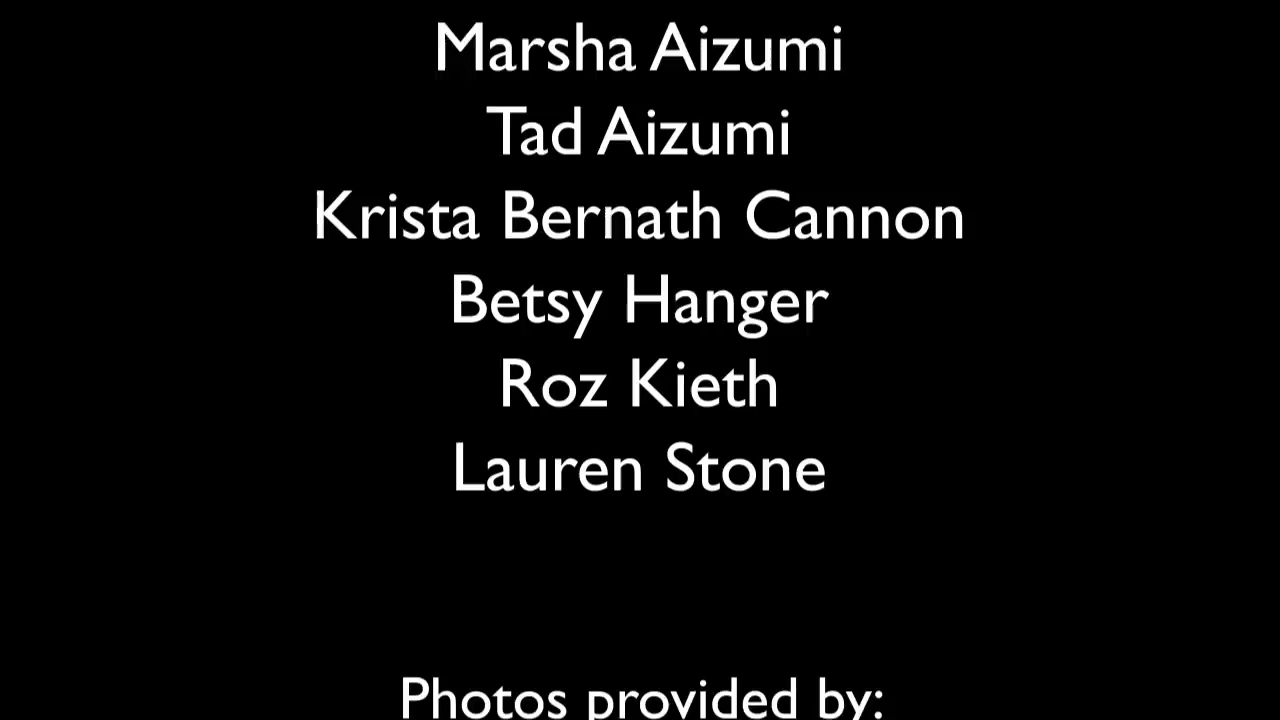 Marsha Aizumi
Tad Aizumi
Krista Bernath Cannon
Betsy Hanger
Roz Kieth
Lauren Stone
Photos provided by: